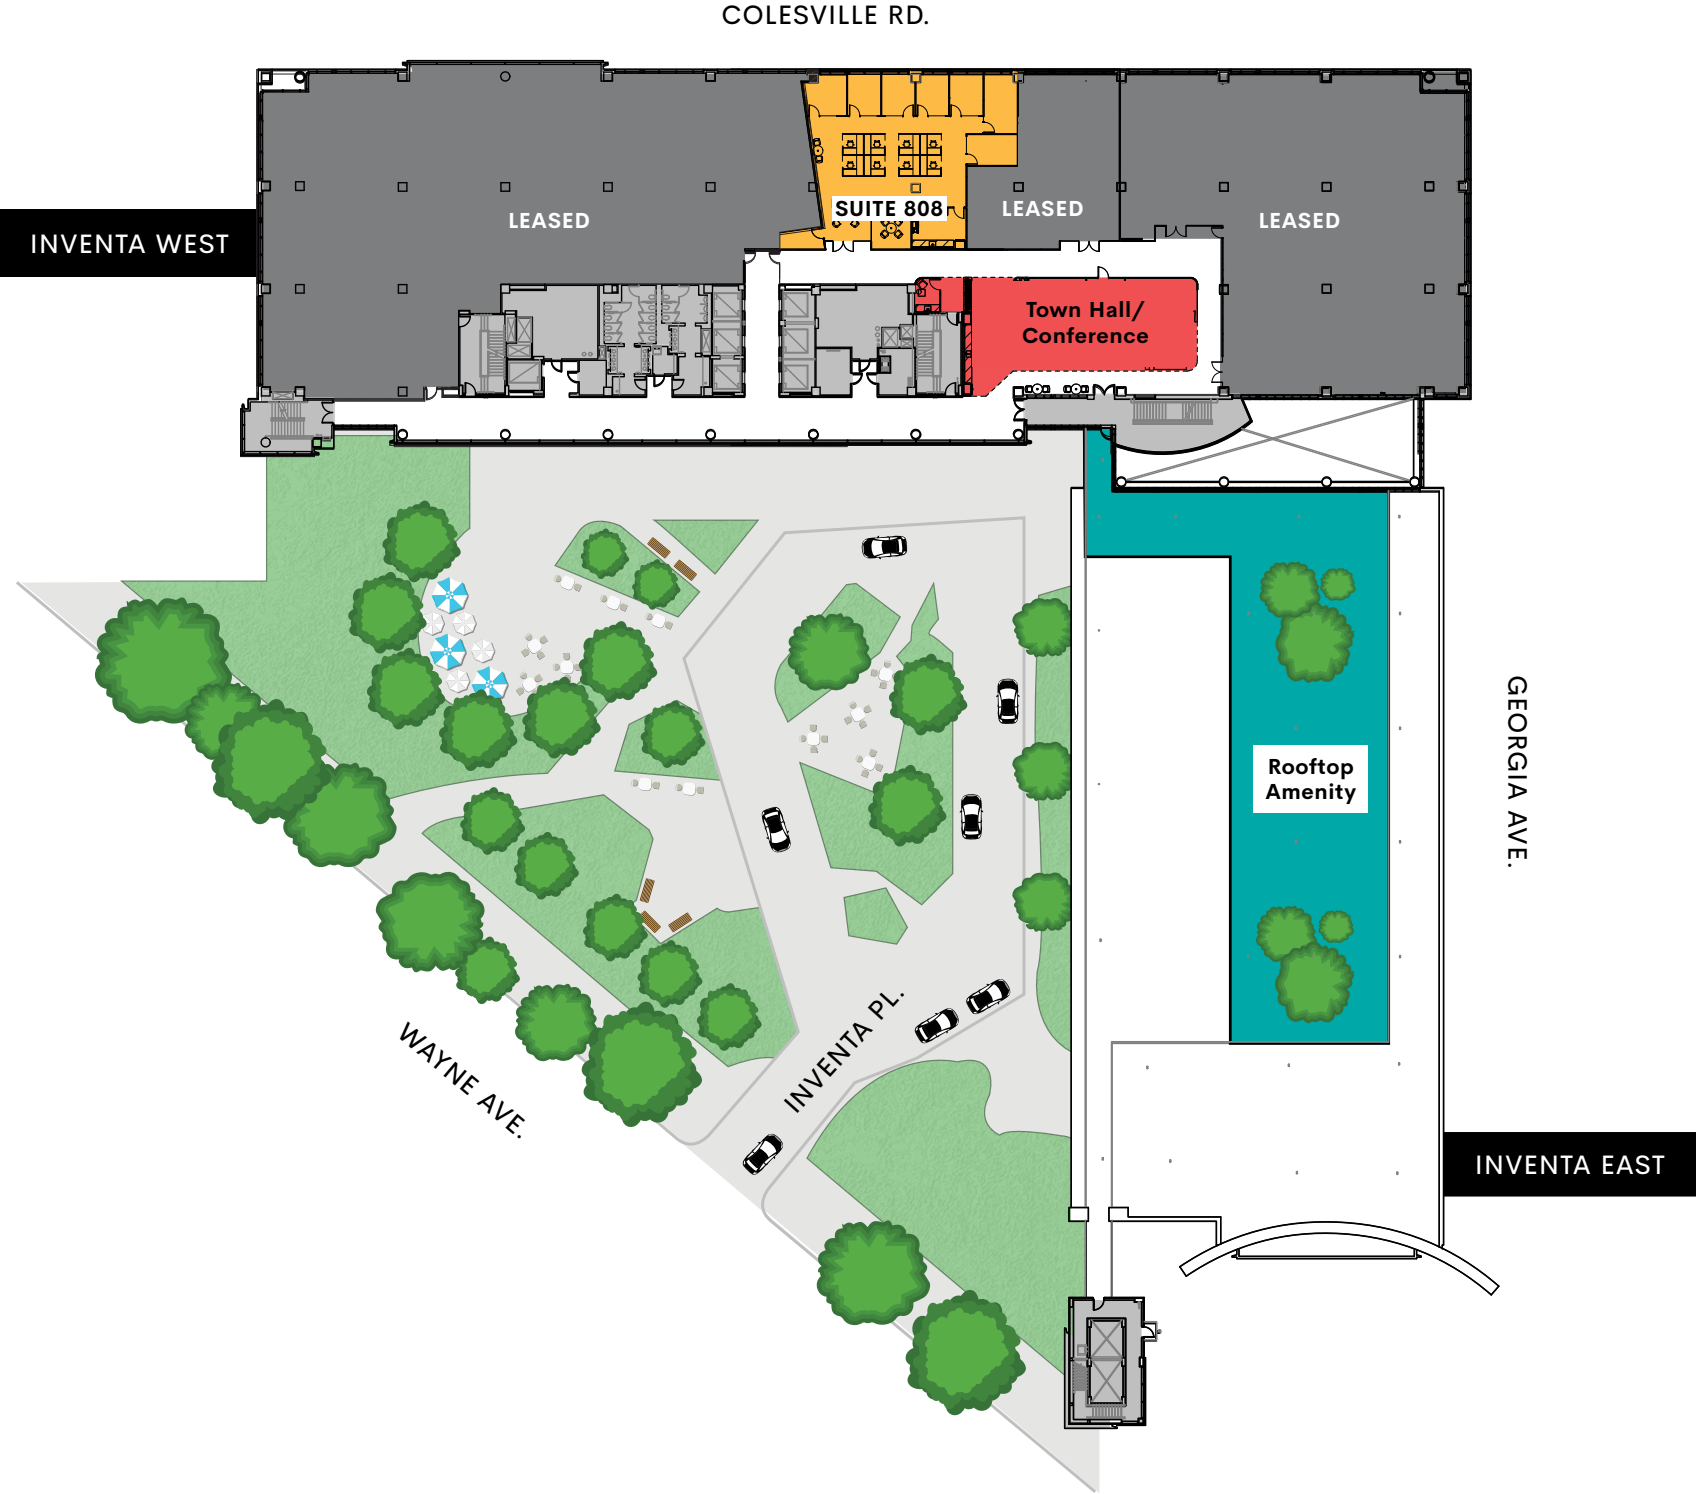 COLESVILLE RD.
INVENTA WEST
LEASED
SUITE 808
LEASED
LEASED
Town Hall/
Conference
GEORGIA AVE.
Rooftop
Amenity
INVENTA PL.
WAYNE AVE.
INVENTA EAST